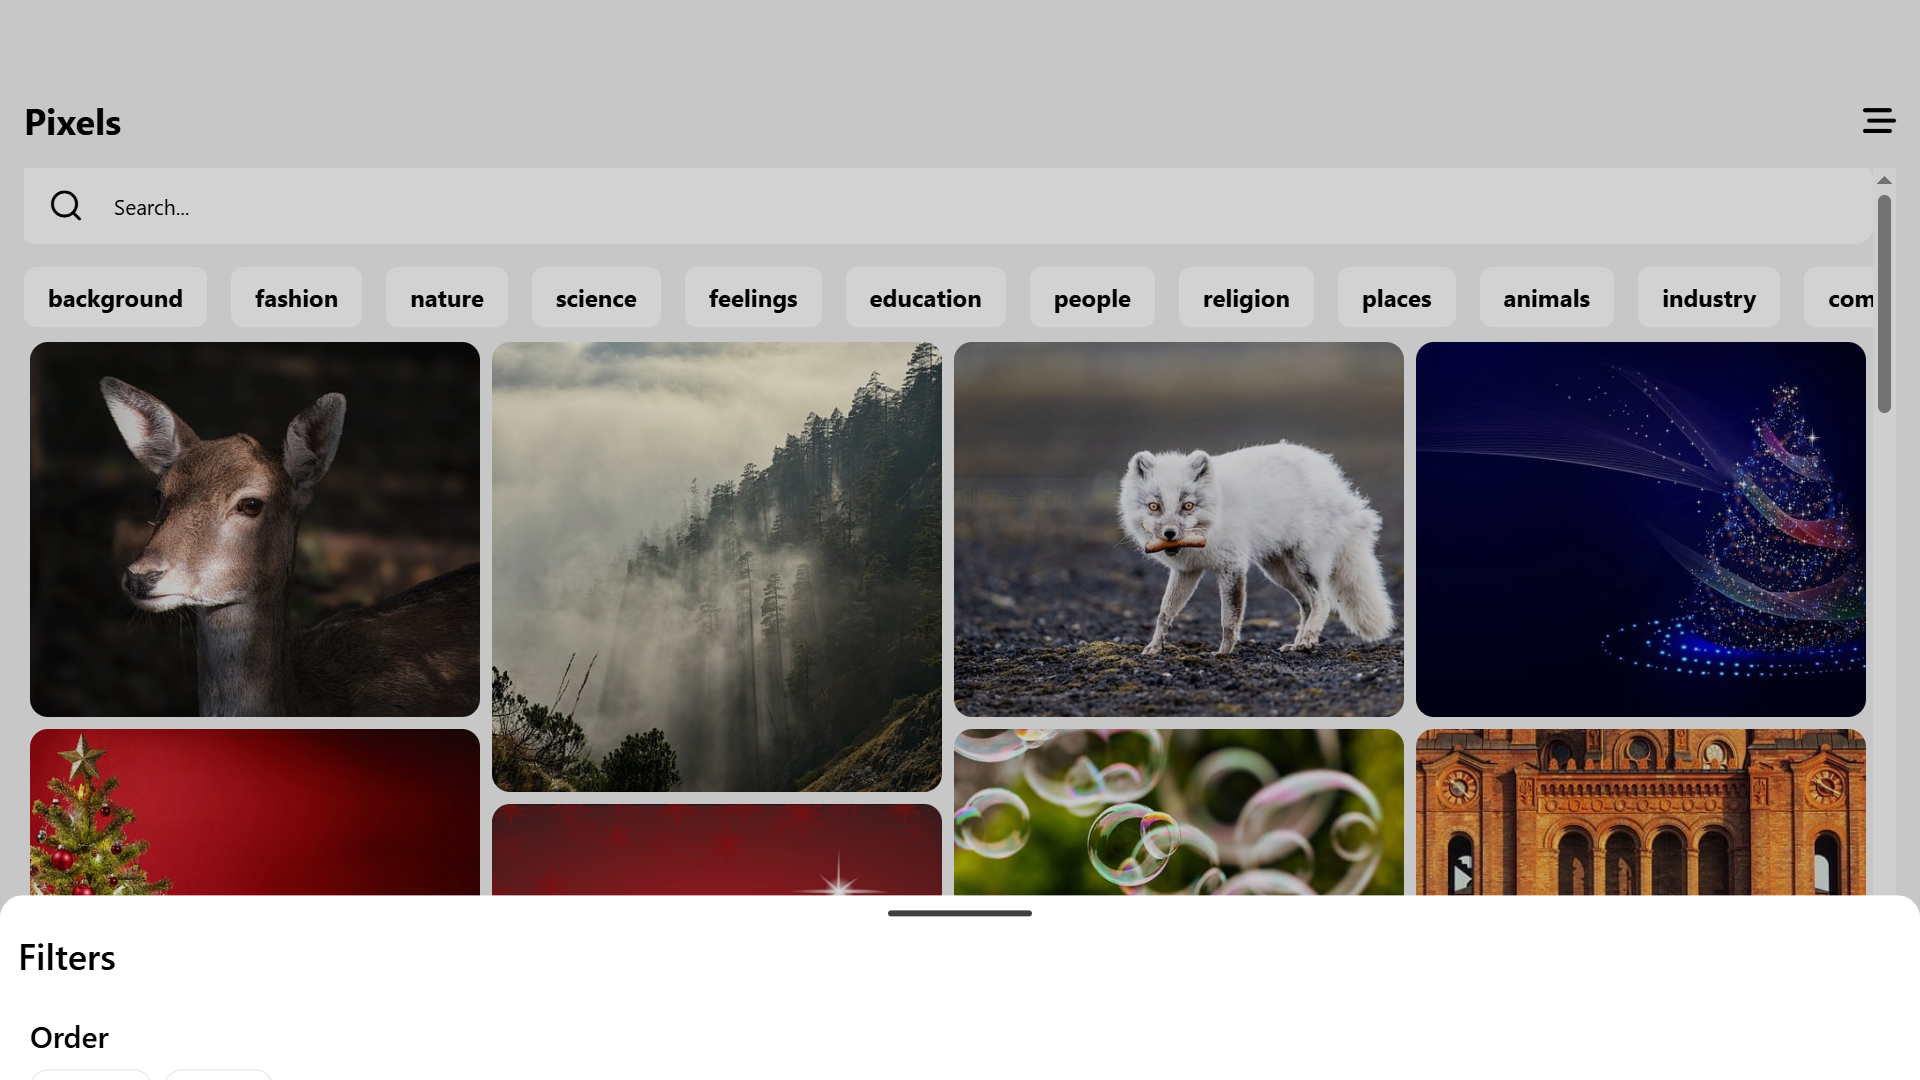 Pixels
Search...
background fashion nature science feelings education people religion places animals industry com
Filters
Order